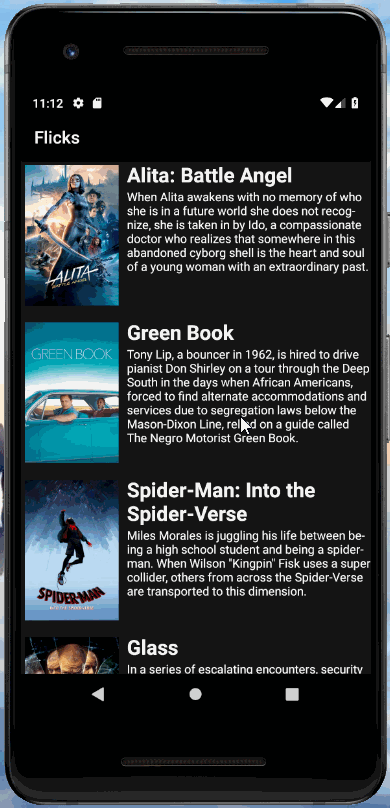 11:12
Flicks
Alita: Battle Angel
When Alita awakens with no memory of who
she is in a future world she does not recog-
nize, she is taken in by Ido, a compassionate
doctor who realizes that somewhere in this
abandoned cyborg shell is the heart and soul
of a young woman with an extraordinary past.
ALITA
BATTLE ANGEL
Green Book
GREEN BOOK
Tony Lip, a bouncer in 1962, is hired to drive
pianist Don Shirley on a tour through the Deep
South in the days when African Americans,
forced to find alternate accommodations and
services due to segregation laws below the
Mason-Dixon Line, relied on a guide called
The Negro Motorist Green Book.
Spider-Man: Into the
Spider-Verse
Miles Morales is juggling his life between be-
ing a high school student and being a spider-
man. When Wilson "Kingpin" Fisk uses a super
collider, others from across the Spider-Verse
are transported to this dimension.
SPIDER-MAN
Glass
In a series of escalating encounters, security